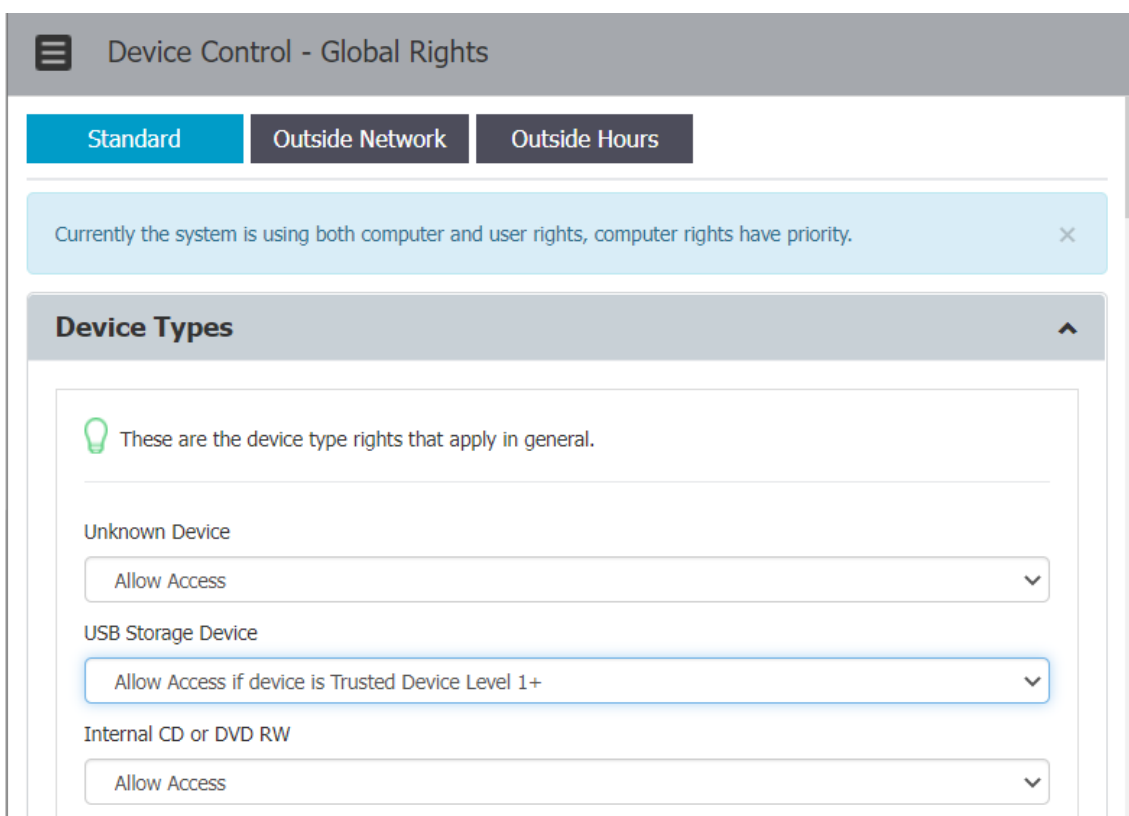 Device Control - Global Rights
Standard
Outside Network
Outside Hours
Currently the system is using both computer and user rights, computer rights have priority.
Device Types
These are the device type rights that apply in general.
Unknown Device
Allow Access
USB Storage Device
Allow Access if device is Trusted Device Level 1+
Internal CD or DVD RW
Allow Access